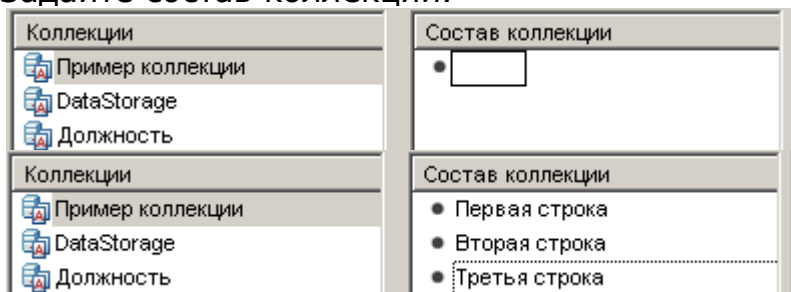 Задайте состав коллекции:
Коллекции
Состав коллекции
Пример коллекции
DataStorage
Должность
Коллекции
Состав коллекции
Пример коллекции
Первая строка
DataStorage
Вторая строка
Должность
Третья строка